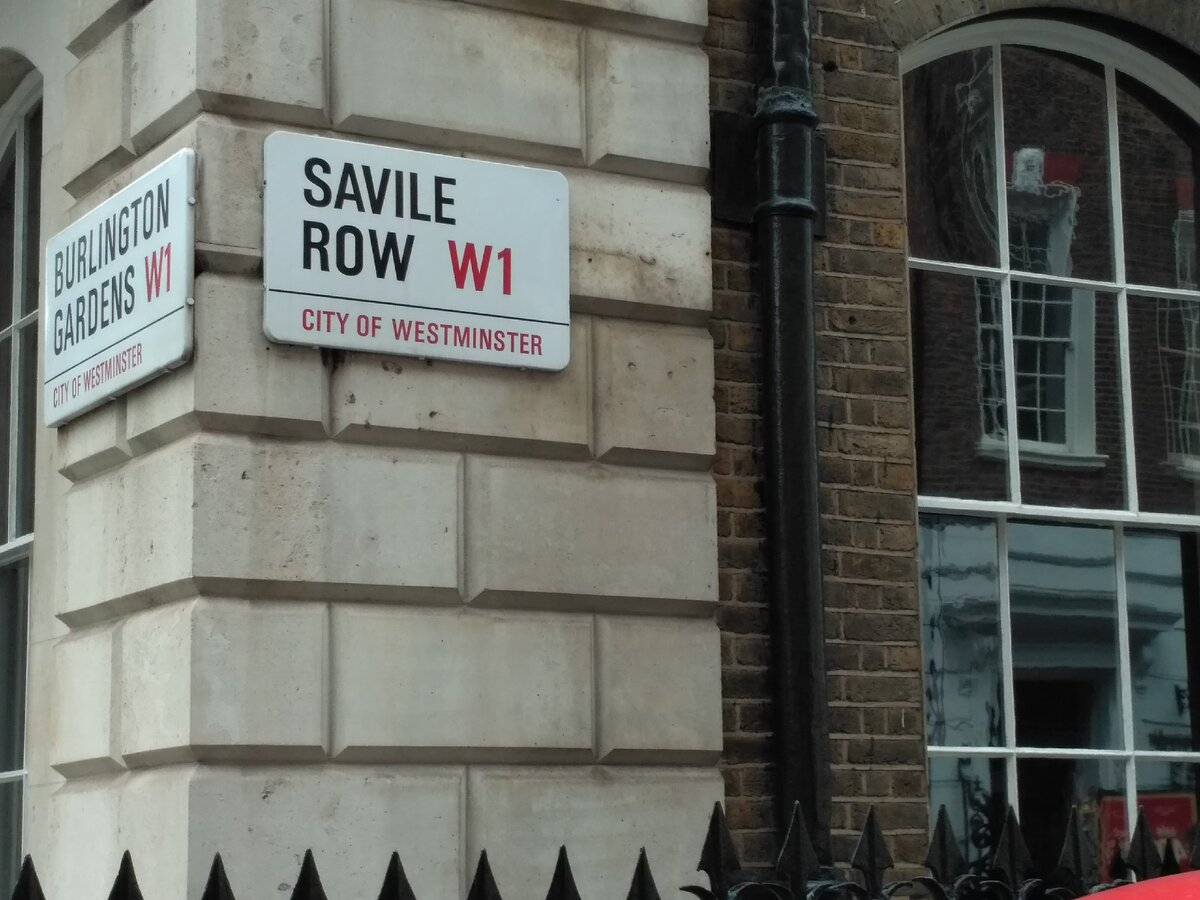 BURLINGTON
GARDENS W1
CITY OF WESTMINSTER
SAVILE
ROW W1
CITY OF WESTMINSTER